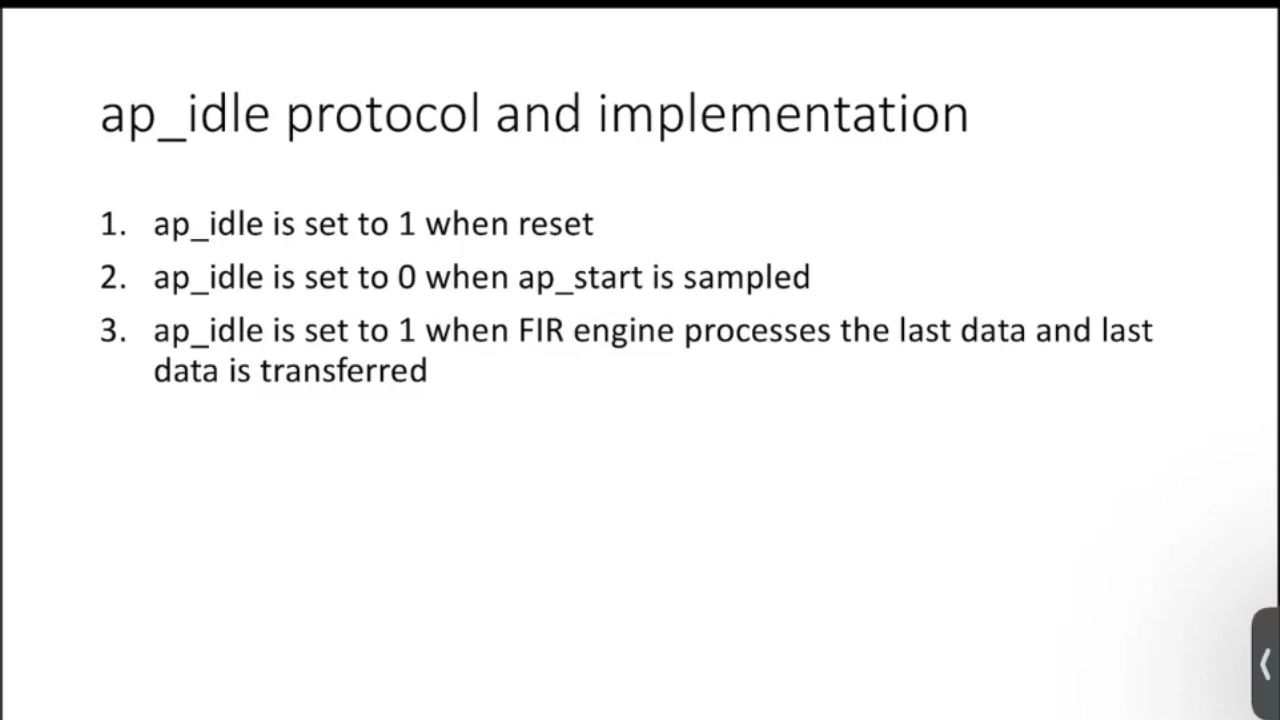 ap_idle protocol and implementation
1. ap_idle is set to 1 when reset
2. ap_idle is set to 0 when ap_start is sampled
3. ap_idle is set to 1 when FIR engine processes the last data and last
data is transferred